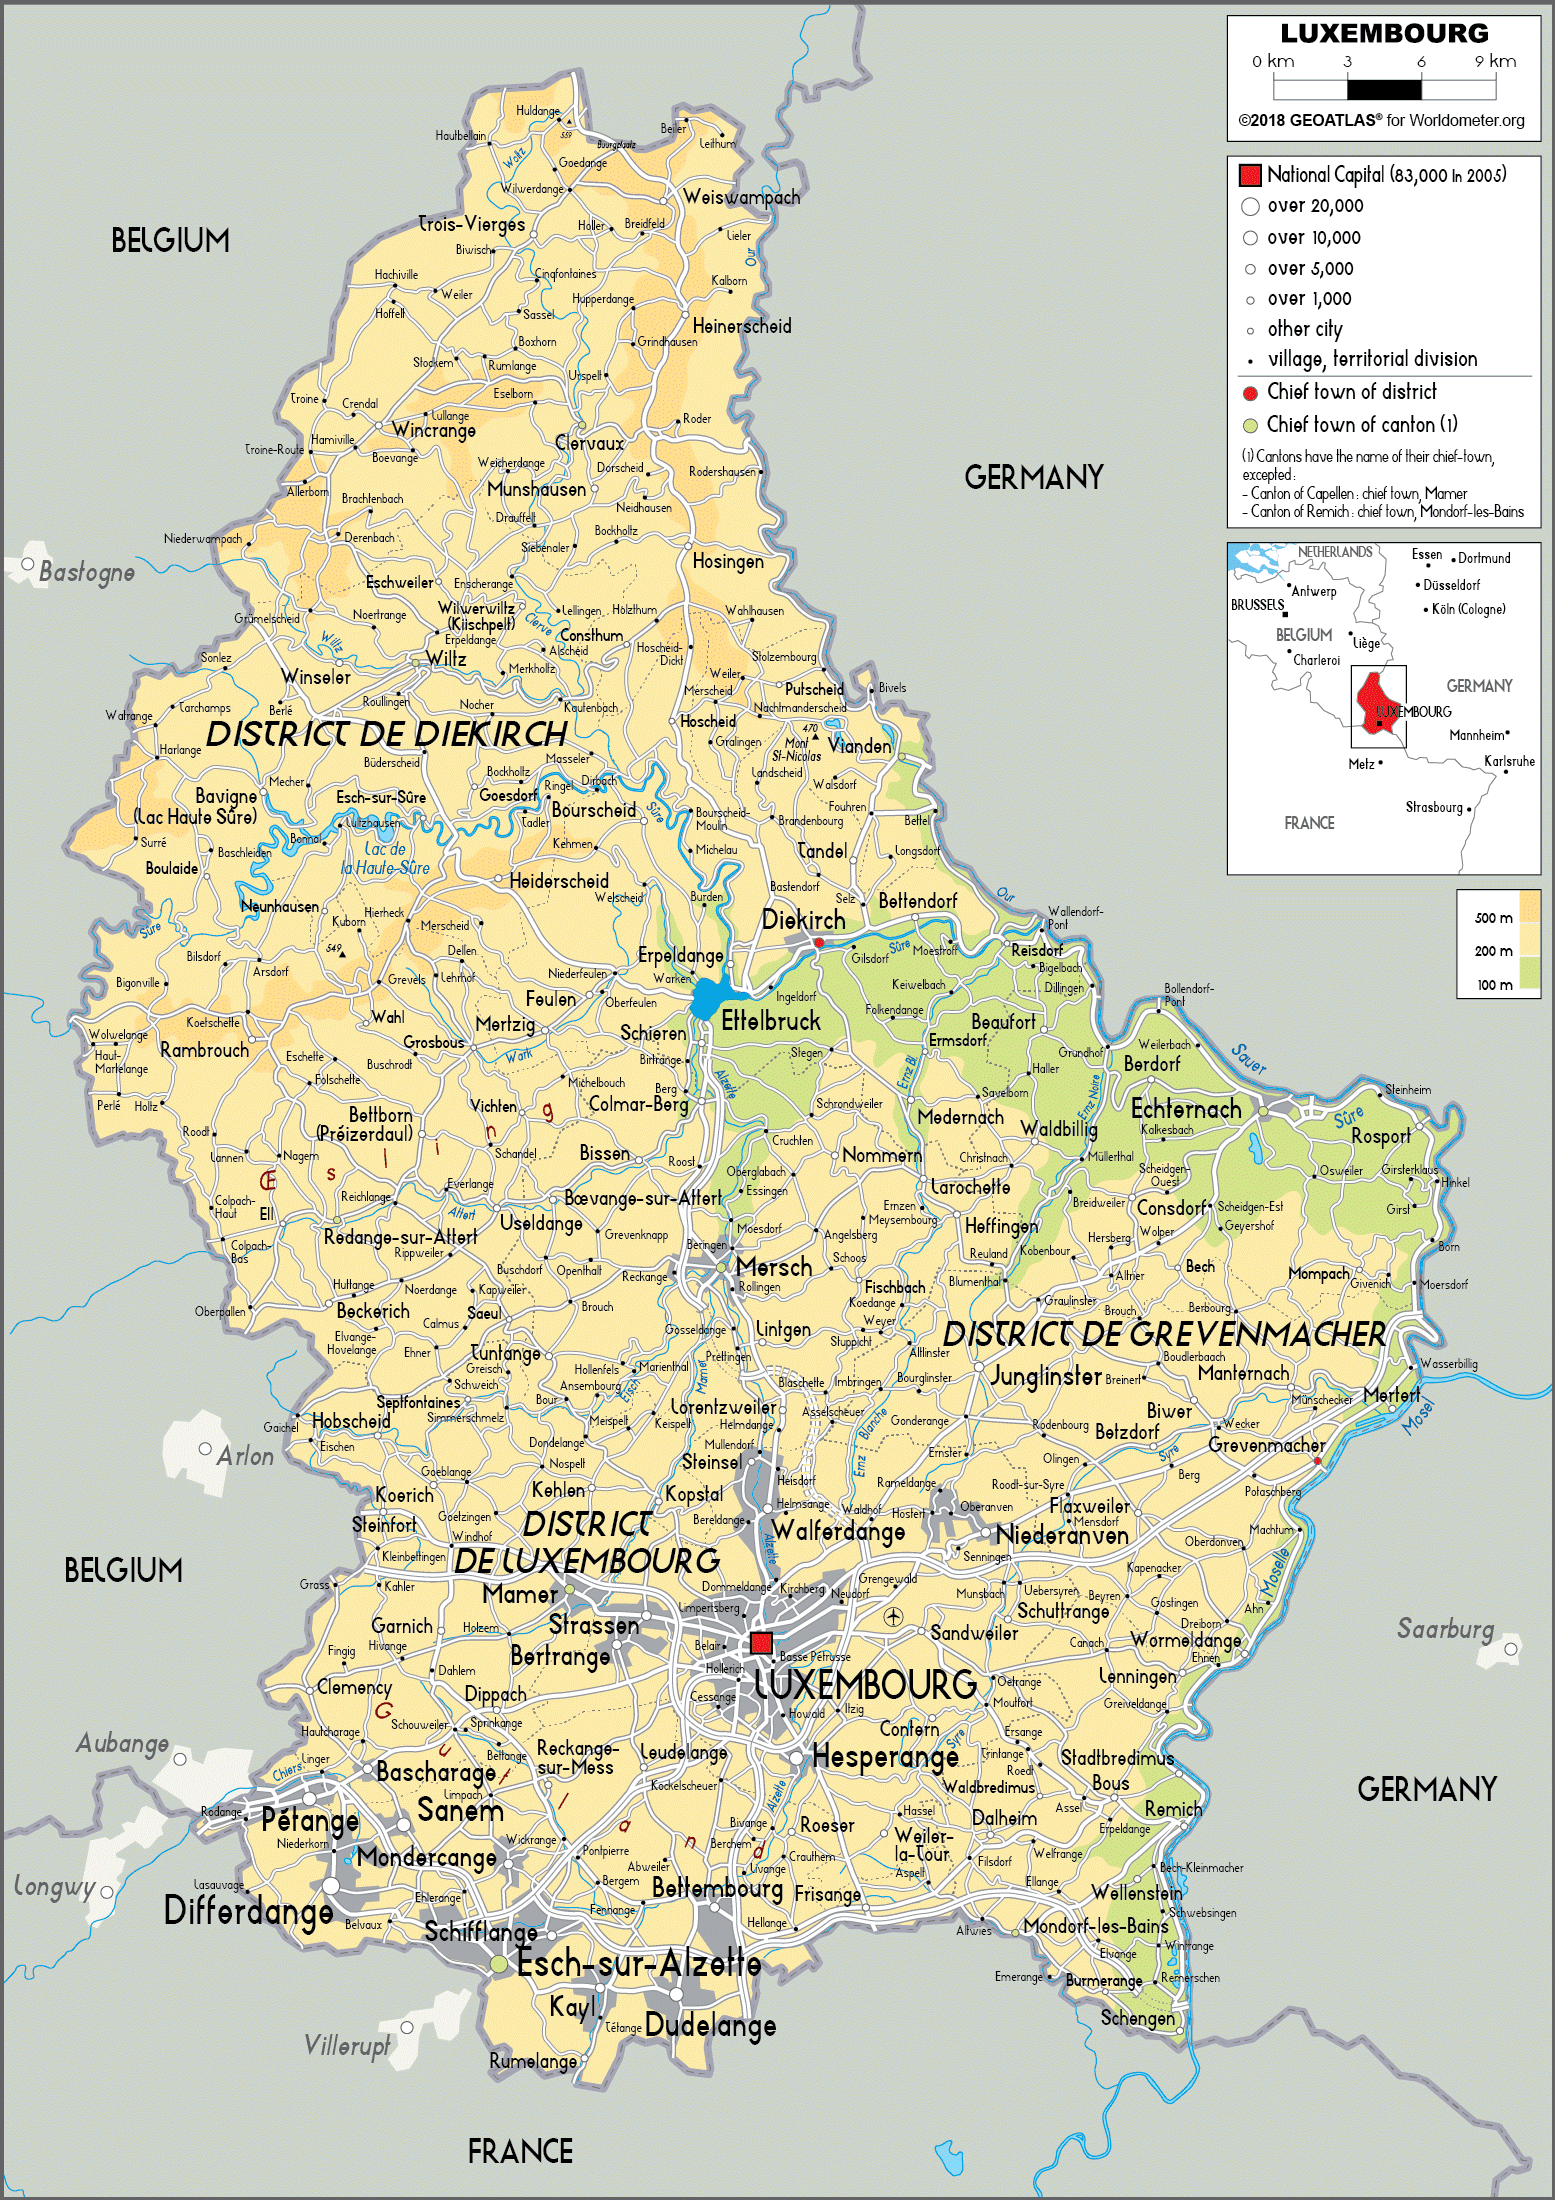 LUXEMBOURG
0 km 3 6 9 km
©2018 GEOATLAS® for Worldometer.org
National Capital (83,000 In 2005)
over 20,000
over 10,000
over 5,000
over 1,000
other city
village, territorial division
Chief town of district
Chief town of canton (1)
(1) Cantons have the name of their chief-town,
excepted :
- Canton of Capellen : chief town, Mamer
- Canton of Remich : chief town, Mondorf-les-Bains
NETHERLANDS
Essen
Dortmund
Antwerp
Düsseldorf
BRUSSELS
Köln (Cologne)
BELGIUM
Liège
Charleroi
GERMANY
LUXEMBOURG
Mannheim
Metz
Karlsruhe
Strasbourg
FRANCE
500 m
200 m
100 m
BELGIUM
GERMANY
BELGIUM
GERMANY
FRANCE
Bastogne
Arlon
Aubange
Longwy
Villerupt
Saarburg
DISTRICT DE DIEKIRCH
DISTRICT DE GREVENMACHER
DISTRICT
DE LUXEMBOURG
Œ s l i n g
G u t l a n d
Huldange
559
Buurgplaatz
Beiler
Leithum
Hautbellain
Woltz
Goedange
Wilwerdange
Weiswampach
Trois-Vierges
Holler
Breidfeld
Lieler
Biwisch
Our
Hachiville
Weiler
Cinqfontaines
Kalborn
Hoffelt
Hupperdange
Sassel
Heinerscheid
Boxhorn
Grindhausen
Stockem
Rumlange
Urspelt
Troine
Crendal
Eselborn
Lullange
Wincrange
Roder
Hamiville
Clervaux
Troine-Route
Boevange
Weicherdange
Dorscheid
Rodershausen
Allerborn
Munshausen
Brachtenbach
Neidhausen
Drauffelt
Niederwampach
Derenbach
Bockholtz
Siebenaler
Hosingen
Eschweiler
Enscherange
Wilwerwiltz
(Kiischpelt)
Lellingen
Holzthum
Wahlhausen
Grümelscheid
Noertrange
Clerve
Consthum
Erpeldange
Wiltz
Alscheid
Hoscheid-
Dickt
Stolzembourg
Sonlez
Wiltz
Merkholtz
Winseler
Weiler
Putscheid
Bivels
Roullingen
Merscheid
Nachtmanderscheid
Tarchamps
Berlé
Nocher
Kautenbach
Hoscheid
Watrange
470
Mont
St-Nicolas
Vianden
Harlange
Gralingen
Masseler
Büderscheid
Bockholtz
Dirbach
Landscheid
Mecher
Ringel
Walsdorf
Bavigne
(Lac Haute Sûre)
Esch-sur-Sûre
Goesdorf
Bourscheid
Sûre
Bourscheid-
Moulin
Fouhren
Brandenbourg
Bettel
Lultzhausen
Tadler
Surré
Baschleiden
Bonnal
Kehmen
Michelau
Tandel
Longsdorf
Lac de
la Haute-Sûre
Boulaide
Heiderscheid
Bastendorf
Welscheid
Burden
Selz
Bettendorf
Our
Neunhausen
Hierheck
Kuborn
Merscheid
Diekirch
Wallendorf-
Pont
Sûre
549
Dellen
Erpeldange
Sûre
Moestroff
Reisdorf
Bilsdorf
Arsdorf
Grevels
Lehrhof
Niederfeulen
Warken
Gilsdorf
Bigelbach
Bigonville
Feulen
Oberfeulen
Ingeldorf
Keiwelbach
Dillingen
Bollendorf-
Pont
Koetschette
Wahl
Mertzig
Schieren
Ettelbruck
Folkendange
Beaufort
Wolwelange
Rambrouch
Grosbous
Ermsdorf
Grundhof
Weilerbach
Sauer
Haut-
Martelange
Eschette
Buschrodt
Wark
Birtrange
Stegen
Berdorf
Folschette
Michelbouch
Alzette
Ernz Bl.
Haller
Perlé
Holtz
Berg
Savelborn
Ernz Noire
Steinheim
Bettborn
(Préizerdaul)
Vichten
Colmar-Berg
Schrondweiler
Medernach
Echternach
Sûre
Roodt
Cruchten
Waldbillig
Kalkesbach
Rosport
Lannen
Nagem
Schandel
Bissen
Roost
Nommern
Christnach
Müllerthal
Oberglabach
Scheidgen-
Ouest
Osweiler
Girsterklaus
Everlange
Hinkel
Colpach-
Haut
Reichlange
Bœvange-sur-Attert
Essingen
Larochette
Breidweiler
Consdorf
Scheidgen-Est
Girst
Ell
Attert
Useldange
Ernzen
Meysembourg
Heffingen
Geyershof
Redange-sur-Attert
Grevenknapp
Moesdorf
Angelsberg
Wolper
Colpach-
Bas
Rippweiler
Beringen
Schoos
Reuland
Kobenbour
Hersberg
Born
Buschdorf
Openthalt
Reckange
Mersch
Altrier
Bech
Mompach
Huttange
Noerdange
Kapweiler
Rollingen
Fischbach
Blumenthal
Givenich
Moersdorf
Oberpallen
Beckerich
Saeul
Brouch
Koedange
Graulinster
Brouch
Berbourg
Calmus
Gosseldange
Lintgen
Weyer
Elvange-
Hovelange
Stuppicht
Ehner
Tuntange
Prettingen
Altlinster
Boudlerbaach
Wasserbillig
Greisch
Hollenfels
Marienthal
Junglinster
Breinert
Manternach
Schweich
Ansembourg
Eisch
Mamer
Blaschette
Imbringen
Bourglinster
Münschecker
Mertert
Septfontaines
Bour
Lorentzweiler
Asselscheuer
Mosel
Hobscheid
Simmerschmelz
Meispelt
Keispelt
Helmdange
Gonderange
Biwer
Gaichel
Rodenbourg
Betzdorf
Wecker
Eischen
Dondelange
Mullendorf
Ernz Blanche
Grevenmacher
Steinsel
Ernster
Olingen
Syre
Goeblange
Nospelt
Heisdorf
Rameldange
Berg
Roodt-sur-Syre
Koerich
Kehlen
Kopstal
Potaschberg
Helmsange
Waldhof
Hostert
Oberanven
Flaxweiler
Steinfort
Goetzingen
Bereldange
Walferdange
Niederanven
Mensdorf
Machtum
Windhof
Alzette
Oberdonven
Kleinbettingen
Senningen
Kapenacker
Moselle
Grass
Kahler
Mamer
Dommeldange
Kirchberg
Grengewald
Neudorf
Munsbach
Uebersyren
Beyren
Gostingen
Ahn
Limpertsberg
Schuttrange
Garnich
Holzem
Strassen
Dreiborn
Sandweiler
Fingig
Hivange
Belair
Canach
Wormeldange
Bertrange
Basse Pétrusse
Ehnen
Dahlem
Hollerich
LUXEMBOURG
Oetrange
Lenningen
Clemency
Dippach
Cessange
Moutfort
Greiveldange
Howald
Itzig
Schouweiler
Sprinkange
Contern
Syre
Ersange
Hautcharage
Bettange
Reckange-
sur-Mess
Leudelange
Hesperange
Trintange
Stadtbredimus
Linger
Roedt
Chiers
Bascharage
Kockelscheuer
Waldbredimus
Bous
Limpach
Alzette
Assel
Remich
Rodange
Pétange
Sanem
Hassel
Dalheim
Bivange
Roeser
Erpeldange
Niederkorn
Wickrange
Berchem
Weiler-
la-Tour
Mondercange
Pontpierre
Crauthem
Welfrange
Abweiler
Livange
Filsdorf
Bech-Kleinmacher
Lasauvage
Aspelt
Differdange
Ehlerange
Bergem
Bettembourg
Frisange
Ellange
Wellenstein
Fennange
Schwebsingen
Belvaux
Schifflange
Hellange
Altwies
Mondorf-les-Bains
Elvange
Wintrange
Esch-sur-Alzette
Emerange
Burmerange
Remerschen
Kayl
Tétange
Dudelange
Schengen
Rumelange